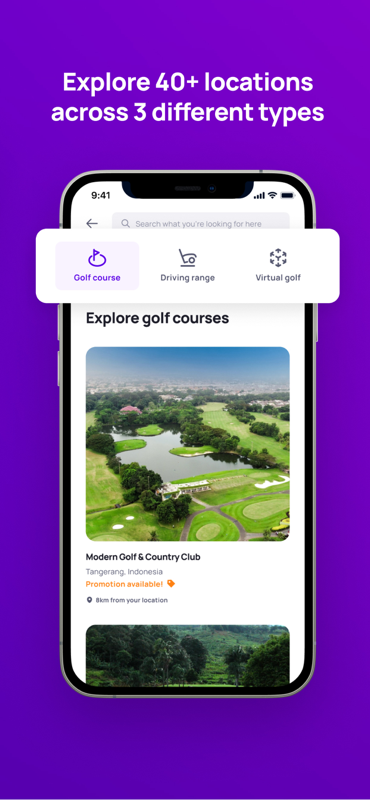 Explore 40+ locations
across 3 different types
9:41
Search what you're looking for here
Golf course
Driving range
Virtual golf
Explore golf courses
Modern Golf & Country Club
Tangerang, Indonesia
Promotion available!
8km from your location